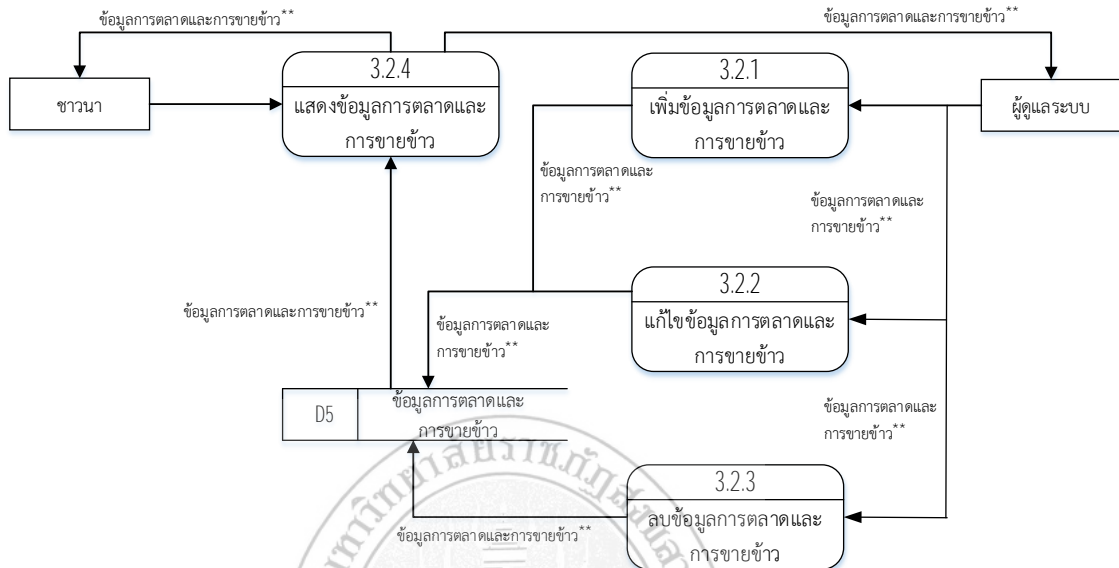 ข้อมูลการตลาดและการขายข้าว**
ข้อมูลการตลาดและการขายข้าว**
3.2.4
แสดงข้อมูลการตลาดและ
การขายข้าว
3.2.1
เพิ่มข้อมูลการตลาดและ
การขายข้าว
ชาวนา
ผู้ดูแลระบบ
ข้อมูลการตลาดและ
การขายข้าว**
ข้อมูลการตลาดและ
การขายข้าว**
3.2.2
แก้ไขข้อมูลการตลาดและ
การขายข้าว
ข้อมูลการตลาดและการขายข้าว**
ข้อมูลการตลาดและ
การขายข้าว**
D5
ข้อมูลการตลาดและ
การขายข้าว
ข้อมูลการตลาดและ
การขายข้าว**
3.2.3
ลบข้อมูลการตลาดและ
การขายข้าว
ข้อมูลการตลาดและการขายข้าว**